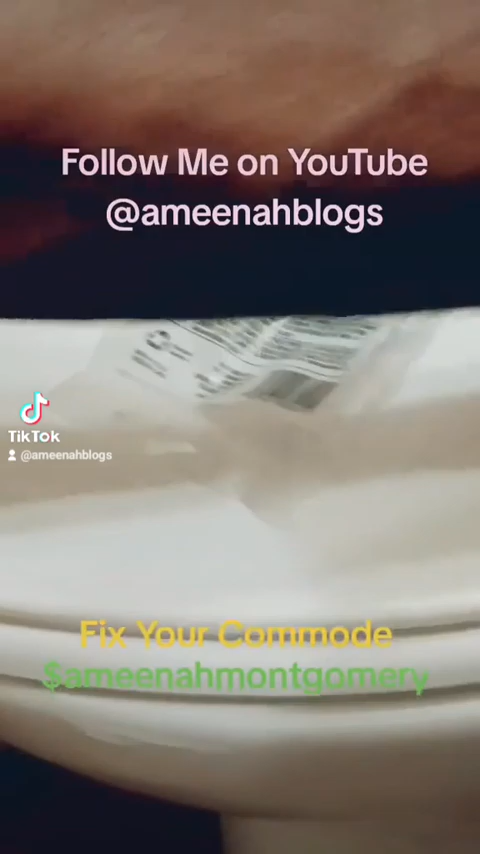 Follow Me on YouTube
@ameenahblogs
TikTok
@ameenahblogs
Fix Your Commode
$ameenahmontgomery